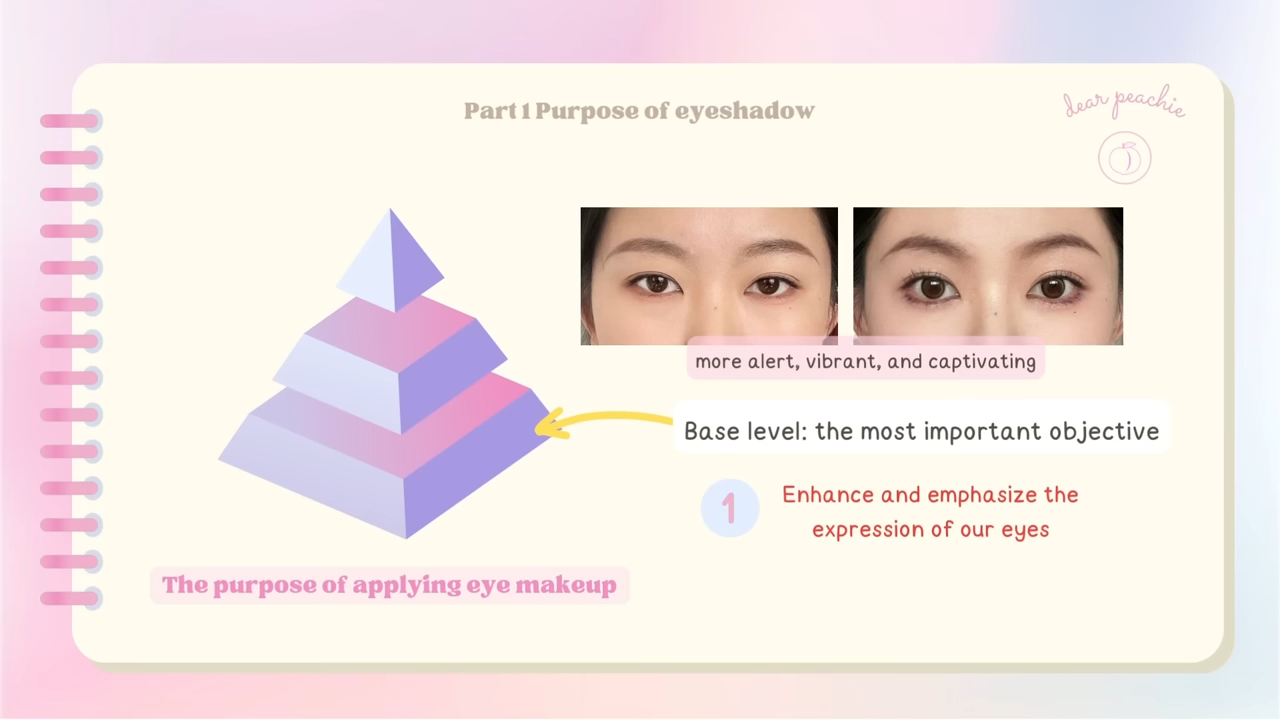 Part 1 Purpose of eyeshadow
dear peachie
more alert, vibrant, and captivating
Base level: the most important objective
1
Enhance and emphasize the
expression of our eyes
The purpose of applying eye makeup